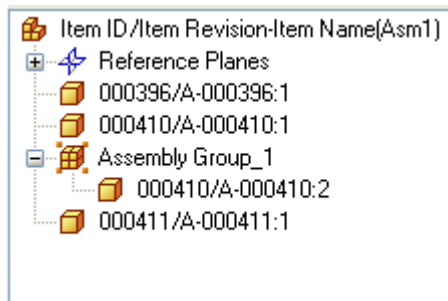 Item ID/Item Revision-Item Name(Asm1)
Reference Planes
000396/A-000396:1
000410/A-000410:1
Assembly Group_1
000410/A-000410:2
000411/A-000411:1